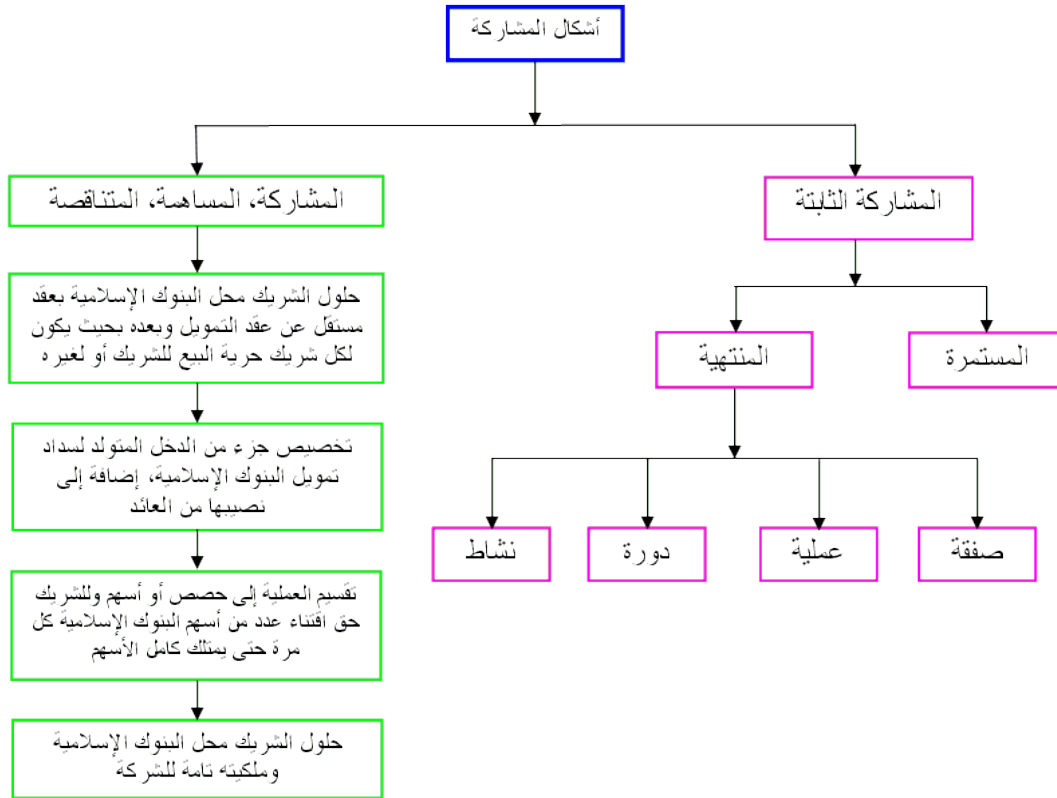 أشكال المشاركة
المشاركة الثابتة
المشاركة، المساهمة، المتناقصة
المستمرة
المنتهية
صفقة
عملية
دورة
نشاط
حلول الشريك محل البنوك الإسلامية بعقد
مستقل عن عقد التمويل وبعده بحيث يكون
لكل شريك حرية البيع للشريك أو لغيره
تخصيص جزء من الدخل المتولد لسداد
تمويل البنوك الإسلامية، إضافة إلى
نصيبها من العائد
تقسيم العملية إلى حصص أو أسهم وللشريك
حق اقتناء عدد من أسهم البنوك الإسلامية كل
مرة حتى يمتلك كامل الأسهم
حلول الشريك محل البنوك الإسلامية
وملكيته تامة للشركة